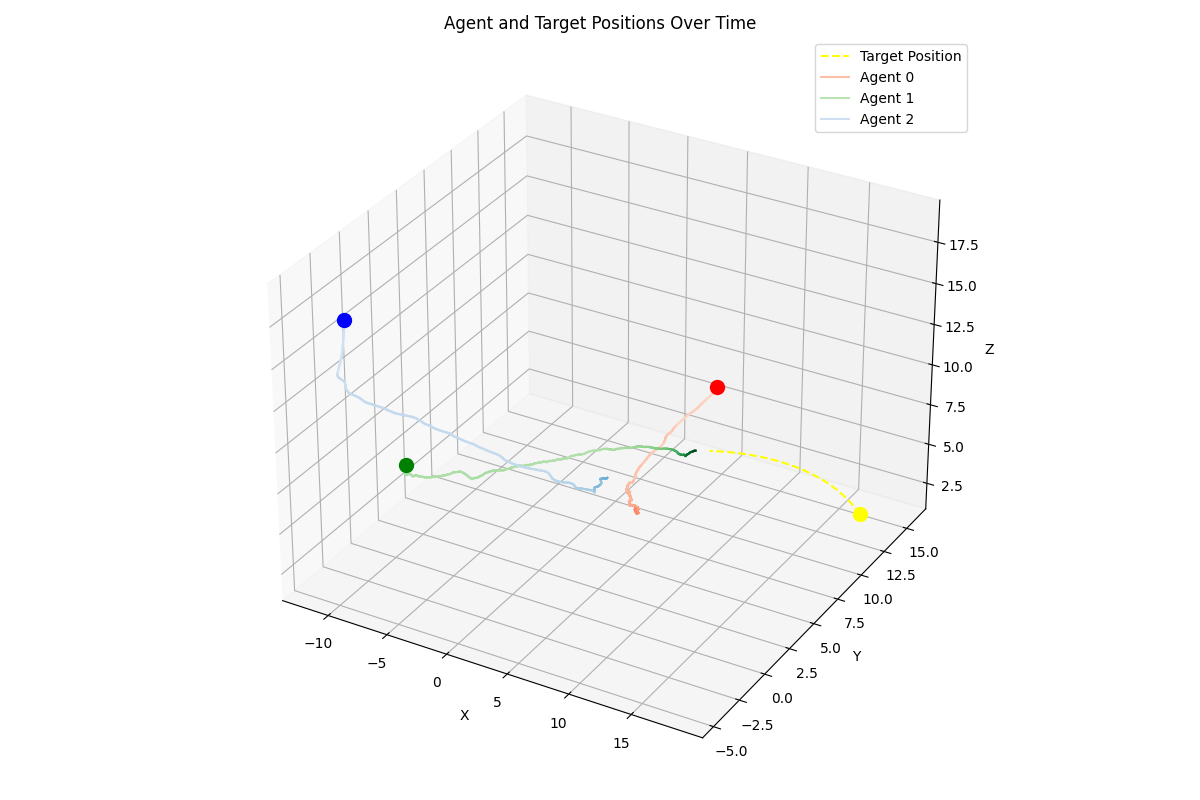 Agent and Target Positions Over Time
Target Position
Agent 0
Agent 1
Agent 2
17.5
15.0
12.5
10.0
7.5
5.0
2.5
Z
15.0
12.5
10.0
7.5
5.0
2.5
0.0
−2.5
−5.0
Y
−10
−5
0
5
10
15
X